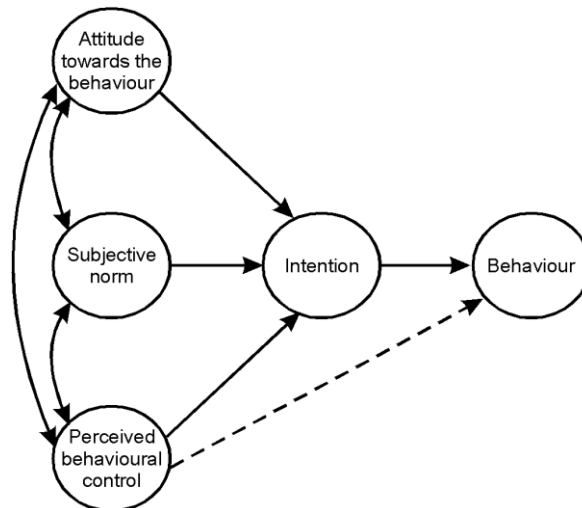 Attitude
towards the
behaviour
Subjective
norm
Intention
Behaviour
Perceived
behavioural
control